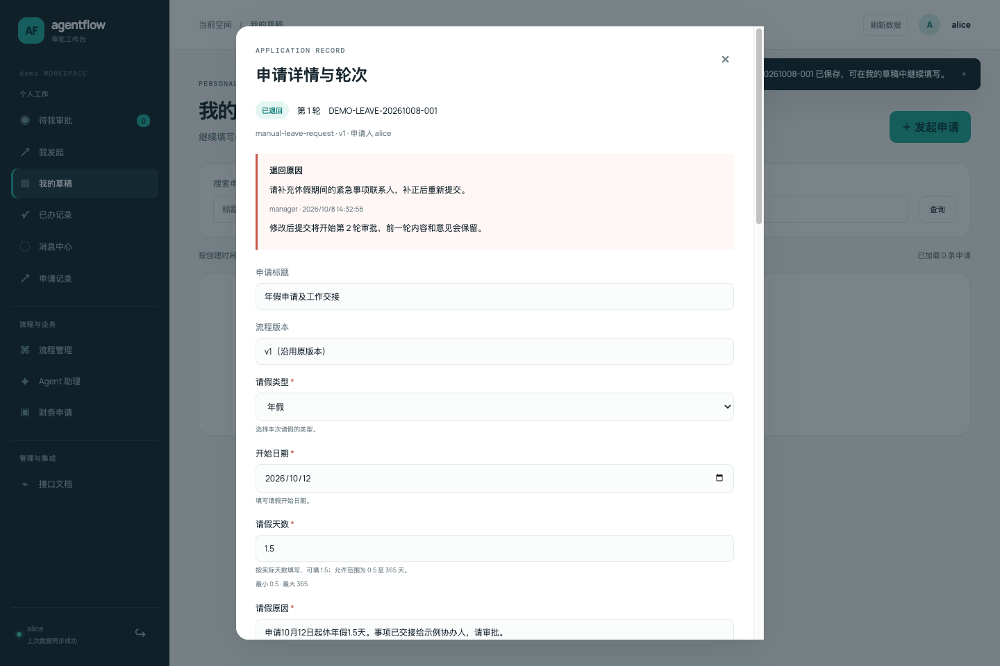 AF
agentflow
审批工作台
demo WORKSPACE
个人工作
待我审批
0
我发起
我的草稿
已办记录
消息中心
申请记录
流程与业务
流程管理
Agent 助理
财务申请
管理与集成
接口文档
alice
上次数据同步成功
当前空间 / 我的草稿
刷新数据
A
alice
0261008-001 已保存，可在我的草稿中继续填写。 ×
PERSONAL
我的
继续填写
+ 发起申请
搜索申
标题
查询
按创建时间
已加载 0 条申请
APPLICATION RECORD
申请详情与轮次
×
已退回 第 1 轮 DEMO-LEAVE-20261008-001
manual-leave-request · v1 · 申请人 alice
退回原因
请补充休假期间的紧急事项联系人，补正后重新提交。
manager · 2026/10/8 14:32:56
修改后提交将开始第 2 轮审批，前一轮内容和意见会保留。
申请标题
年假申请及工作交接
流程版本
v1（沿用原版本）
请假类型 *
年假
选择本次请假的类型。
开始日期 *
2026/10/12
填写请假开始日期。
请假天数 *
1.5
按实际天数填写，可填 1.5；允许范围为 0.5 至 365 天。
最小 0.5 · 最大 365
请假原因 *
申请10月12日起休年假1.5天。事项已交接给示例协办人，请审批。